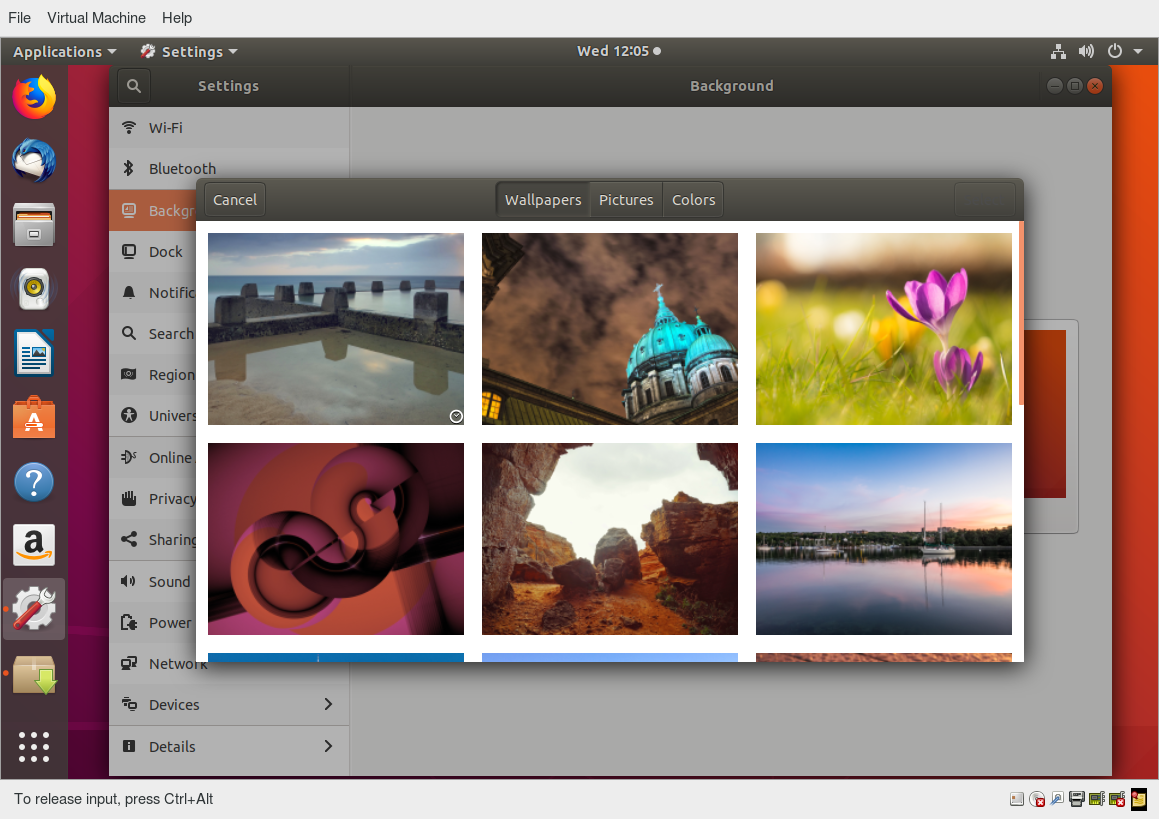 File Virtual Machine Help
Applications Settings Wed 12:05
Settings Background
Wi-Fi
Bluetooth
Cancel Wallpapers Pictures Colors
Backgr
Dock
Notific
Search
Region
Univers
Online
Privacy
Sharing
Sound
Power
Network
Devices
Details
To release input, press Ctrl+Alt